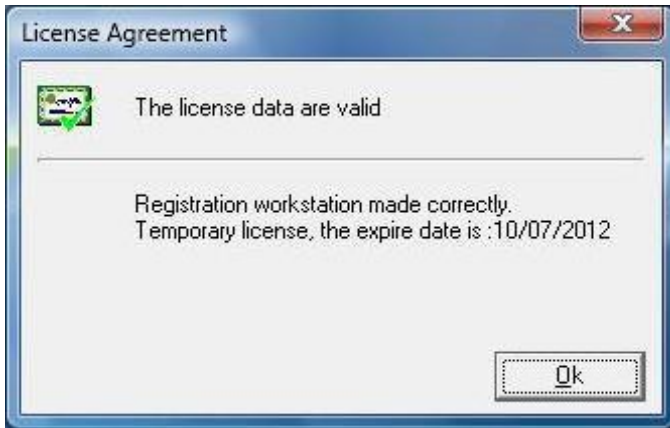 License Agreement
The license data are valid
Registration workstation made correctly.
Temporary license, the expire date is :10/07/2012
Ok